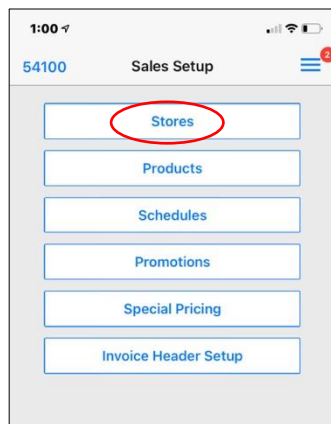 1:00
54100 Sales Setup 2
Stores
Products
Schedules
Promotions
Special Pricing
Invoice Header Setup